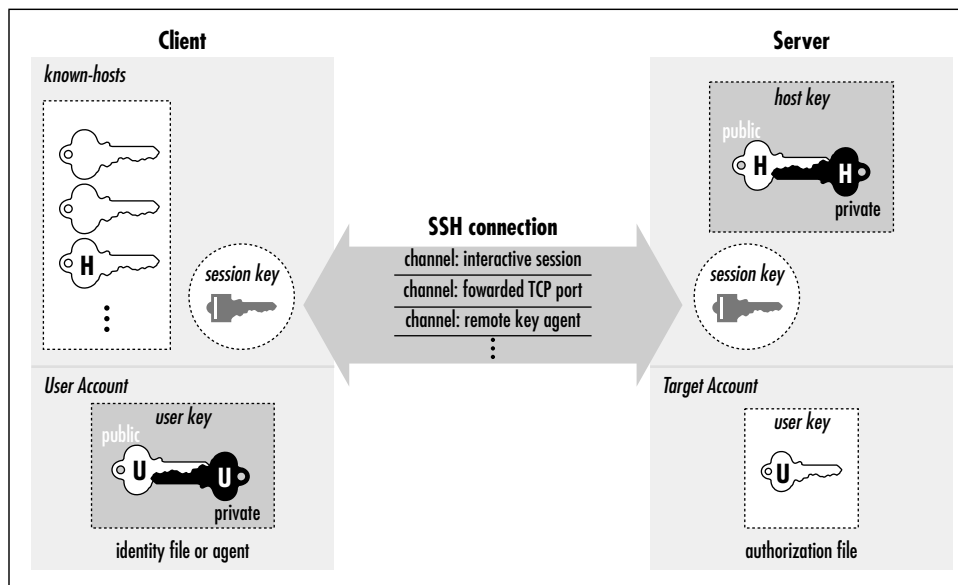 Client
known-hosts
H
session key
User Account
user key
public
U
U
private
identity file or agent
SSH connection
channel: interactive session
channel: fowarded TCP port
channel: remote key agent
Server
host key
public
H
H
private
session key
Target Account
user key
U
authorization file